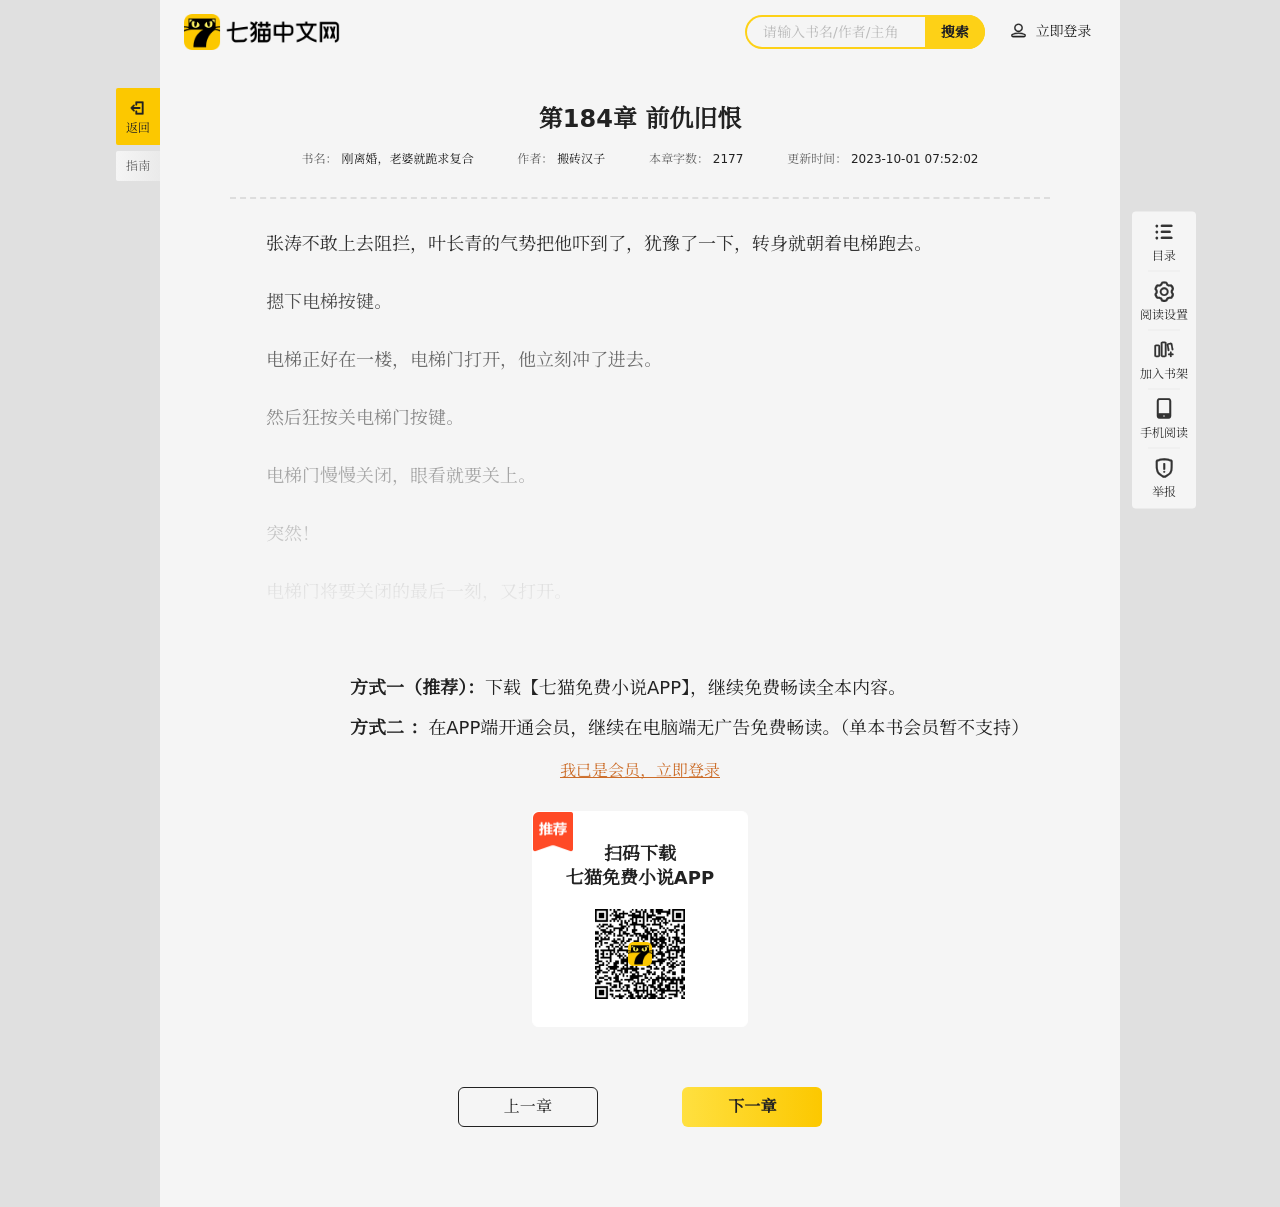 七猫中文网
请输入书名/作者/主角
搜索
立即登录
返回
指南
第184章 前仇旧恨
书名： 刚离婚，老婆就跪求复合 作者： 搬砖汉子 本章字数： 2177 更新时间： 2023-10-01 07:52:02
张涛不敢上去阻拦，叶长青的气势把他吓到了，犹豫了一下，转身就朝着电梯跑去。
摁下电梯按键。
电梯正好在一楼，电梯门打开，他立刻冲了进去。
然后狂按关电梯门按键。
电梯门慢慢关闭，眼看就要关上。
突然！
电梯门将要关闭的最后一刻，又打开。
目录
阅读设置
加入书架
手机阅读
举报
方式一（推荐）：下载【七猫免费小说APP】，继续免费畅读全本内容。
方式二 ：在APP端开通会员，继续在电脑端无广告免费畅读。（单本书会员暂不支持）
我已是会员，立即登录
推荐
扫码下载
七猫免费小说APP
上一章
下一章